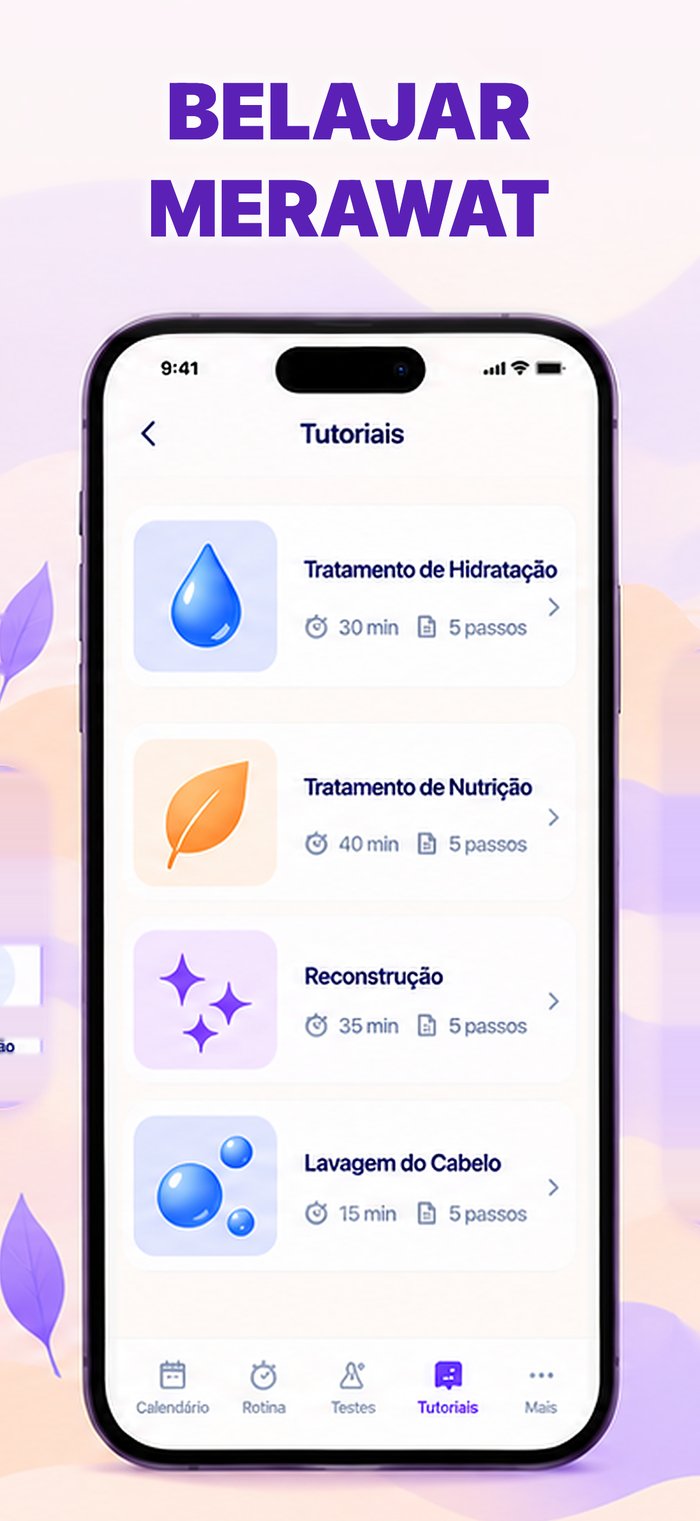 BELAJAR
MERAWAT
9:41
Tutoriais
Tratamento de Hidratação
30 min 5 passos
Tratamento de Nutrição
40 min 5 passos
Reconstrução
35 min 5 passos
ão
Lavagem do Cabelo
15 min 5 passos
Calendário Rotina Testes Tutoriais Mais